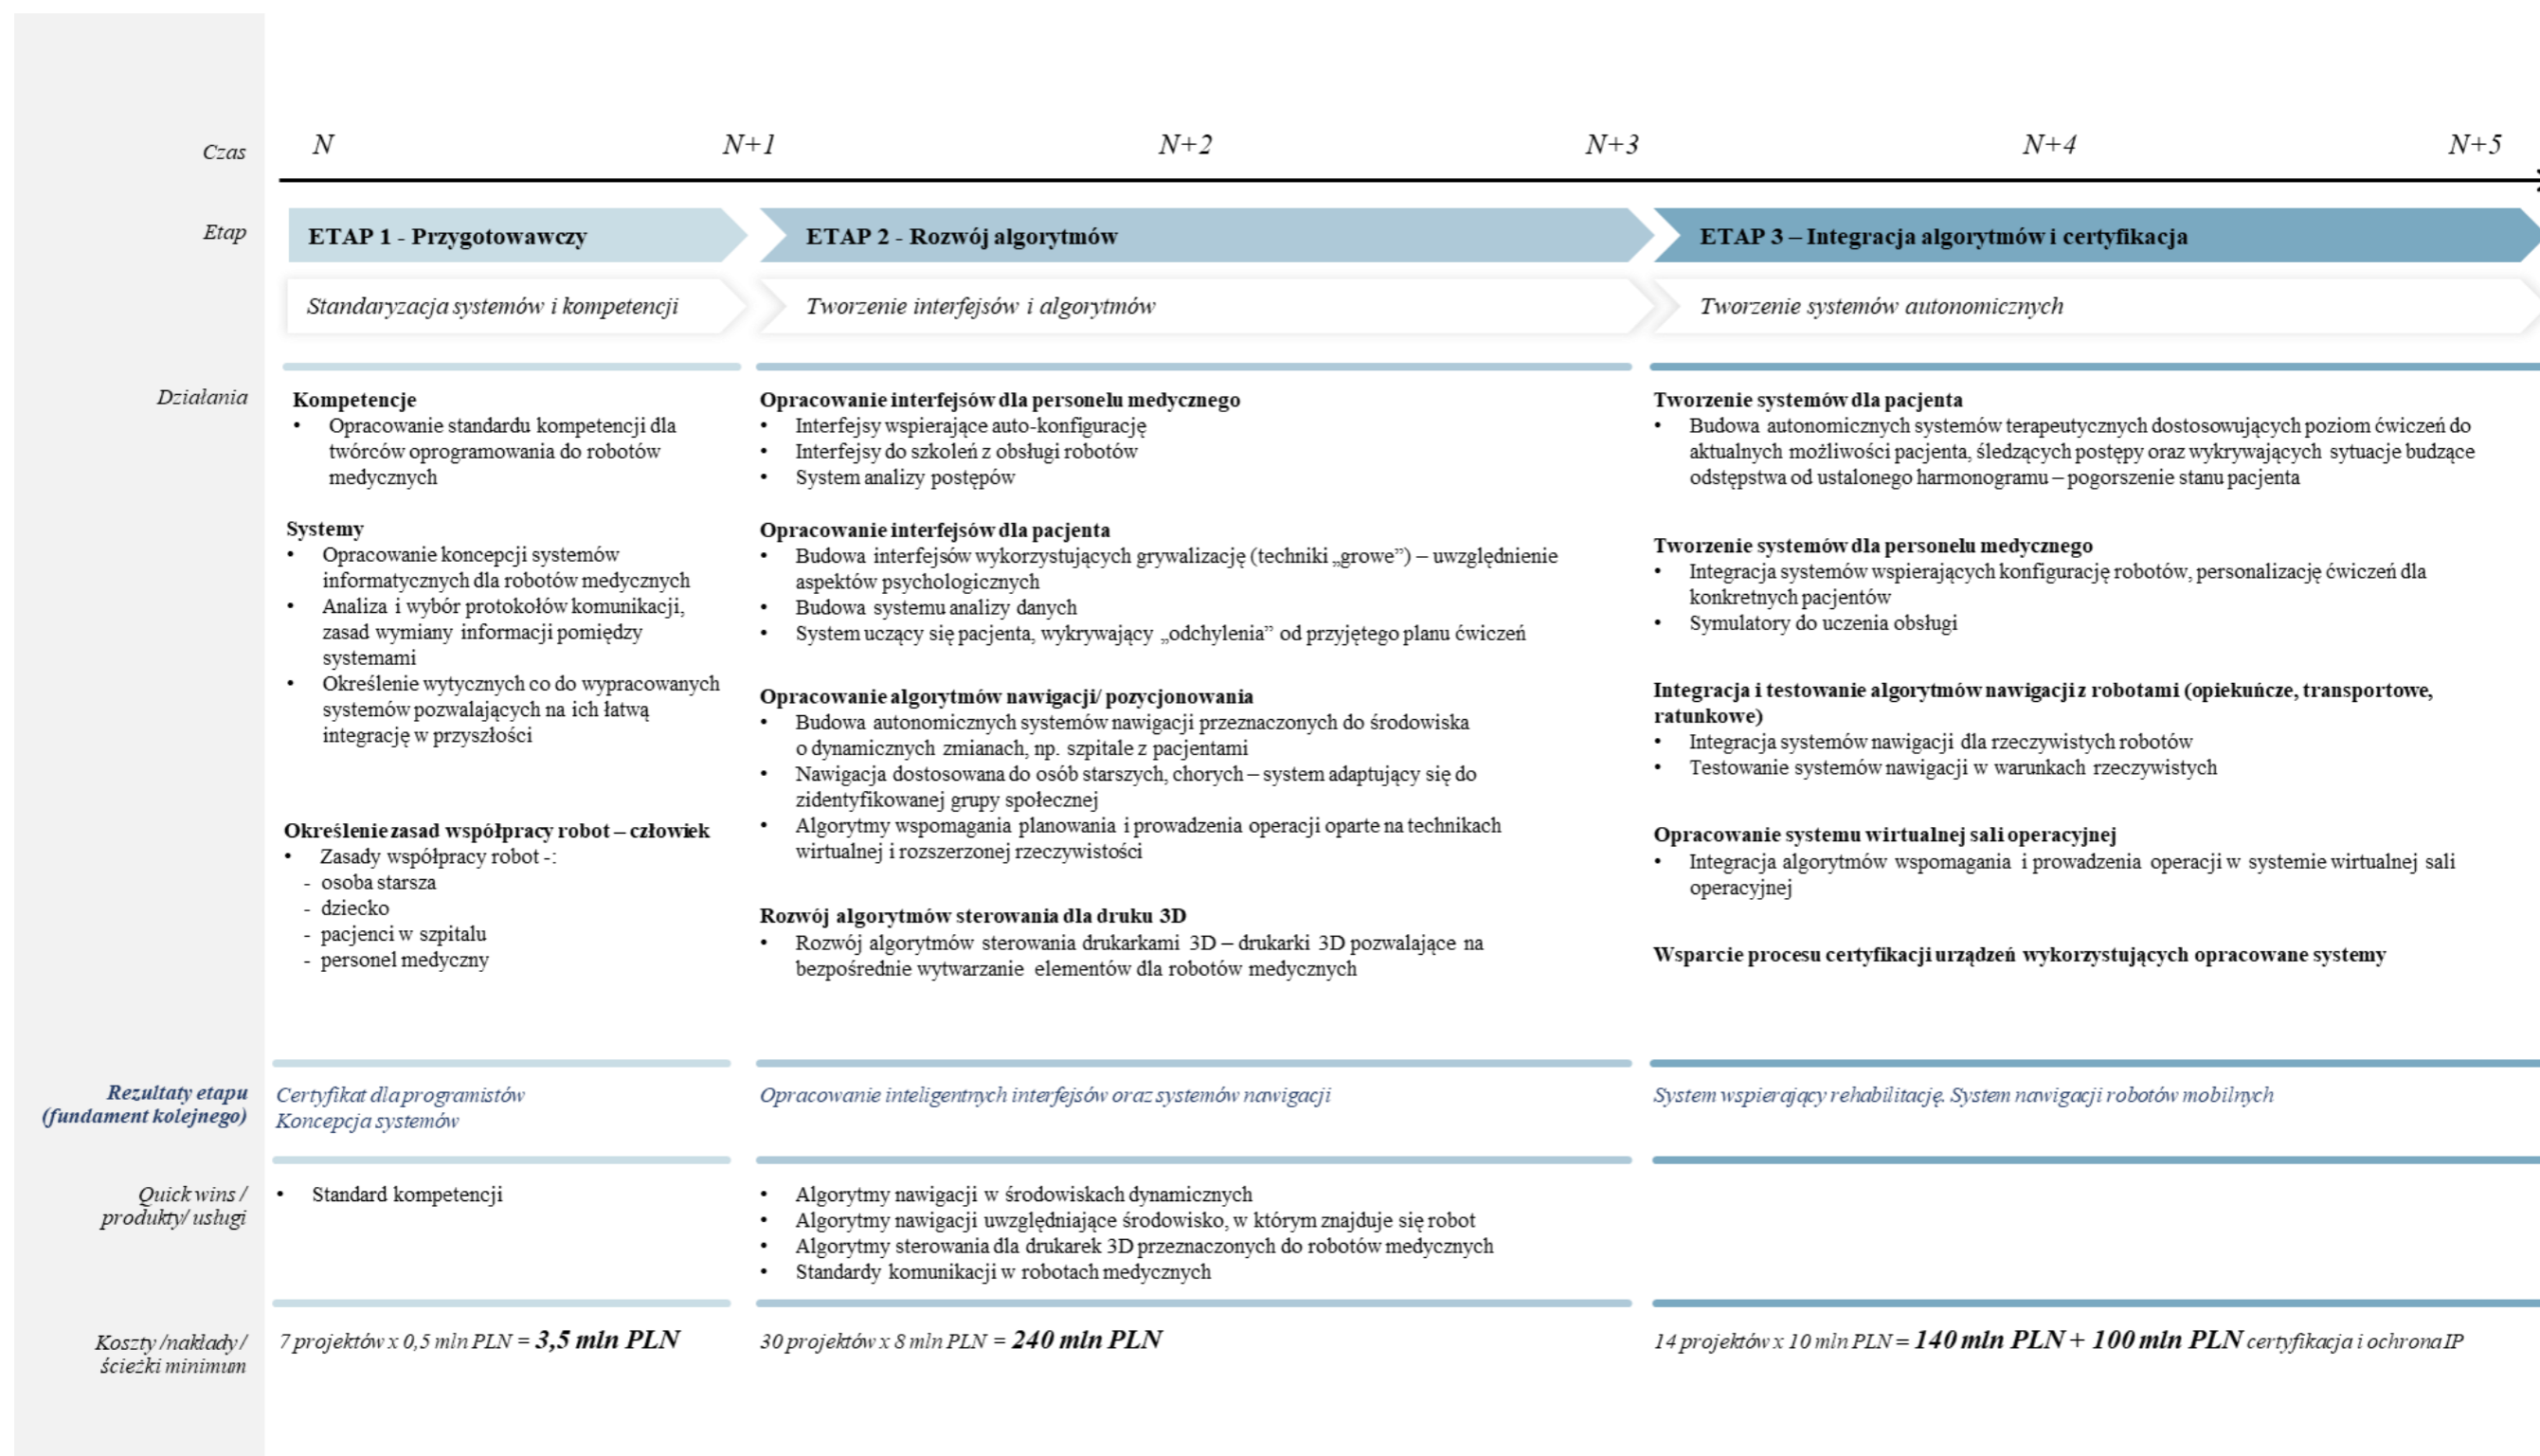 Czas
N N+1 N+2 N+3 N+4 N+5
Etap
ETAP 1 - Przygotowawczy
ETAP 2 - Rozwój algorytmów
ETAP 3 – Integracja algorytmów i certyfikacja
Standaryzacja systemów i kompetencji
Tworzenie interfejsów i algorytmów
Tworzenie systemów autonomicznych
Działania
Kompetencje
• Opracowanie standardu kompetencji dla
twórców oprogramowania do robotów
medycznych
Systemy
• Opracowanie koncepcji systemów
informatycznych dla robotów medycznych
• Analiza i wybór protokołów komunikacji,
zasad wymiany informacji pomiędzy
systemami
• Określenie wytycznych co do wypracowanych
systemów pozwalających na ich łatwą
integrację w przyszłości
Określenie zasad współpracy robot – człowiek
• Zasady współpracy robot -:
- osoba starsza
- dziecko
- pacjenci w szpitalu
- personel medyczny
Opracowanie interfejsów dla personelu medycznego
• Interfejsy wspierające auto-konfigurację
• Interfejsy do szkoleń z obsługi robotów
• System analizy postępów
Opracowanie interfejsów dla pacjenta
• Budowa interfejsów wykorzystujących grywalizację (techniki „growe”) – uwzględnienie
aspektów psychologicznych
• Budowa systemu analizy danych
• System uczący się pacjenta, wykrywający „odchylenia” od przyjętego planu ćwiczeń
Opracowanie algorytmów nawigacji/ pozycjonowania
• Budowa autonomicznych systemów nawigacji przeznaczonych do środowiska
o dynamicznych zmianach, np. szpitale z pacjentami
• Nawigacja dostosowana do osób starszych, chorych – system adaptujący się do
zidentyfikowanej grupy społecznej
• Algorytmy wspomagania planowania i prowadzenia operacji oparte na technikach
wirtualnej i rozszerzonej rzeczywistości
Rozwój algorytmów sterowania dla druku 3D
• Rozwój algorytmów sterowania drukarkami 3D – drukarki 3D pozwalające na
bezpośrednie wytwarzanie elementów dla robotów medycznych
Tworzenie systemów dla pacjenta
• Budowa autonomicznych systemów terapeutycznych dostosowujących poziom ćwiczeń do
aktualnych możliwości pacjenta, śledzących postępy oraz wykrywających sytuacje budzące
odstępstwa od ustalonego harmonogramu – pogorszenie stanu pacjenta
Tworzenie systemów dla personelu medycznego
• Integracja systemów wspierających konfigurację robotów, personalizację ćwiczeń dla
konkretnych pacjentów
• Symulatory do uczenia obsługi
Integracja i testowanie algorytmów nawigacji z robotami (opiekuńcze, transportowe,
ratunkowe)
• Integracja systemów nawigacji dla rzeczywistych robotów
• Testowanie systemów nawigacji w warunkach rzeczywistych
Opracowanie systemu wirtualnej sali operacyjnej
• Integracja algorytmów wspomagania i prowadzenia operacji w systemie wirtualnej sali
operacyjnej
Wsparcie procesu certyfikacji urządzeń wykorzystujących opracowane systemy
Rezultaty etapu
(fundament kolejnego)
Certyfikat dla programistów
Koncepcja systemów
Opracowanie inteligentnych interfejsów oraz systemów nawigacji
System wspierający rehabilitację. System nawigacji robotów mobilnych
Quick wins /
produkty/ usługi
• Standard kompetencji
• Algorytmy nawigacji w środowiskach dynamicznych
• Algorytmy nawigacji uwzględniające środowisko, w którym znajduje się robot
• Algorytmy sterowania dla drukarek 3D przeznaczonych do robotów medycznych
• Standardy komunikacji w robotach medycznych
Koszty /nakłady /
ścieżki minimum
7 projektów x 0,5 mln PLN = 3,5 mln PLN
30 projektów x 8 mln PLN = 240 mln PLN
14 projektów x 10 mln PLN = 140 mln PLN + 100 mln PLN certyfikacja i ochrona IP